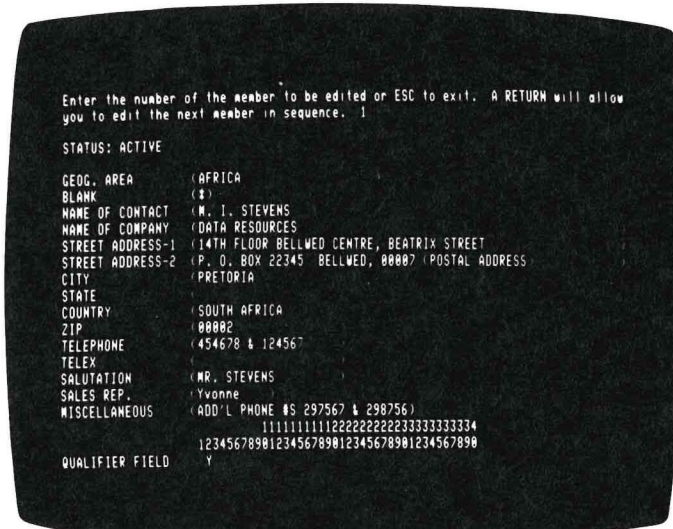 Enter the number of the member to be edited or ESC to exit. A RETURN will allow
you to edit the next member in sequence. 1
STATUS: ACTIVE
GEOG. AREA (AFRICA
BLANK (*)
NAME OF CONTACT (M. I. STEVENS
NAME OF COMPANY (DATA RESOURCES
STREET ADDRESS-1 (14TH FLOOR BELLWED CENTRE, BEATRIX STREET
STREET ADDRESS-2 (P. O. BOX 22345 BELLWED, 00007 (POSTAL ADDRESS) )
CITY (PRETORIA )
STATE ( )
COUNTRY (SOUTH AFRICA )
ZIP (00002 )
TELEPHONE (454678 & 124567 )
TELEX ( )
SALUTATION (MR. STEVENS )
SALES REP. (Yvonne )
MISCELLANEOUS (ADD'L PHONE #S 297567 & 298756)
1111111111222222222233333333334
1234567890123456789012345678901234567890
QUALIFIER FIELD Y